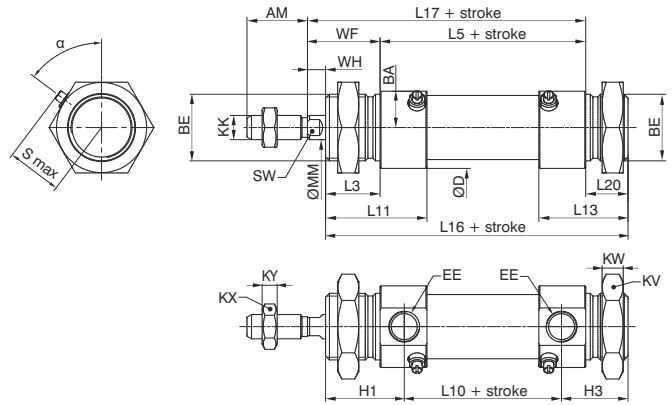 AM
L17 + stroke
α
WF
L5 + stroke
WH
BA
BE
KK
BE
S max
SW
ØMM
L3
ØD
L20
L11
L13
L16 + stroke
KY
KW
KX
EE
EE
KV
H1
L10 + stroke
H3